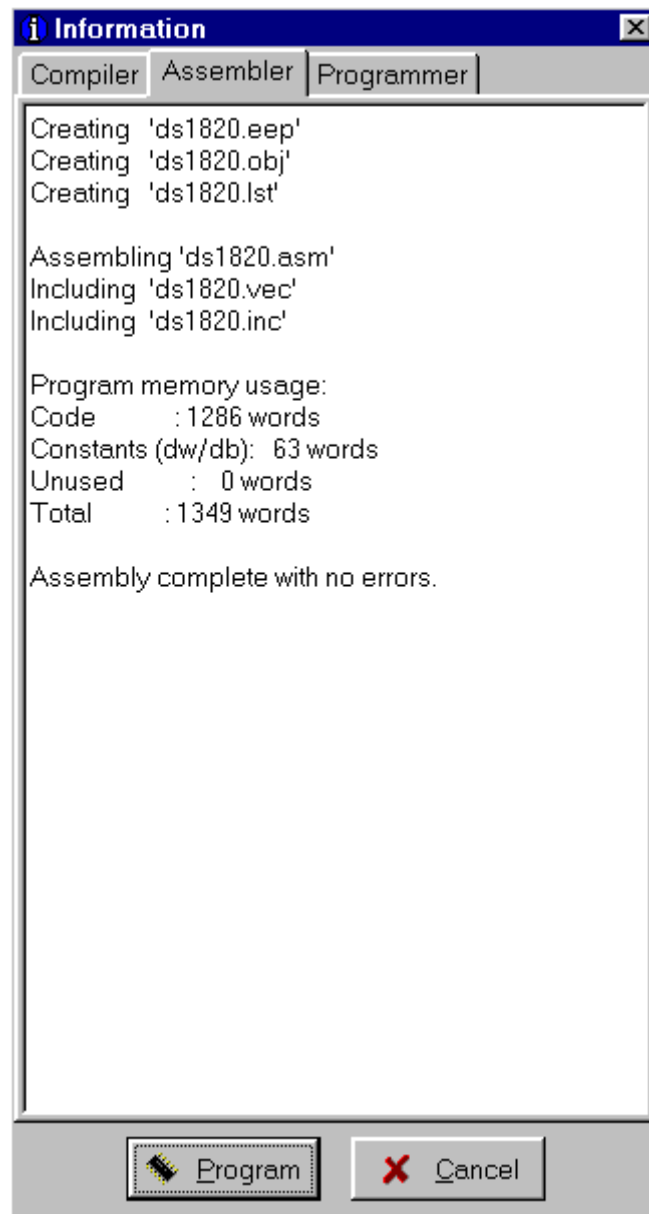 Information
Compiler Assembler Programmer
Creating 'ds1820.eep'
Creating 'ds1820.obj'
Creating 'ds1820.lst'
Assembling 'ds1820.asm'
Including 'ds1820.vec'
Including 'ds1820.inc'
Program memory usage:
Code : 1286 words
Constants (dw/db): 63 words
Unused : 0 words
Total : 1349 words
Assembly complete with no errors.
Program Cancel